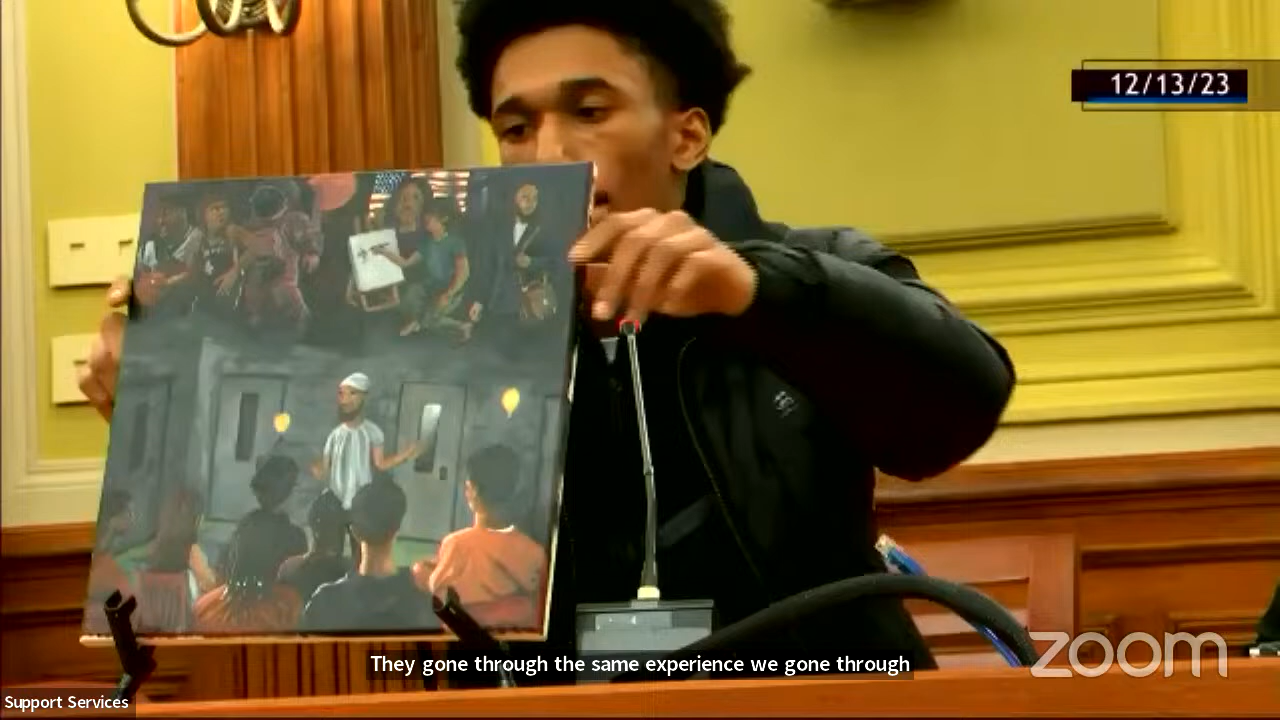 12/13/23
They gone through the same experience we gone through
zoom
Support Services